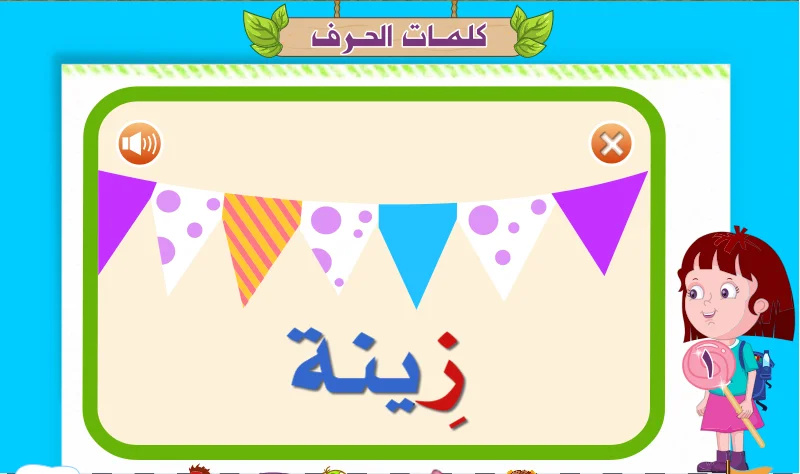 كلمات الحرف
زِينة
١